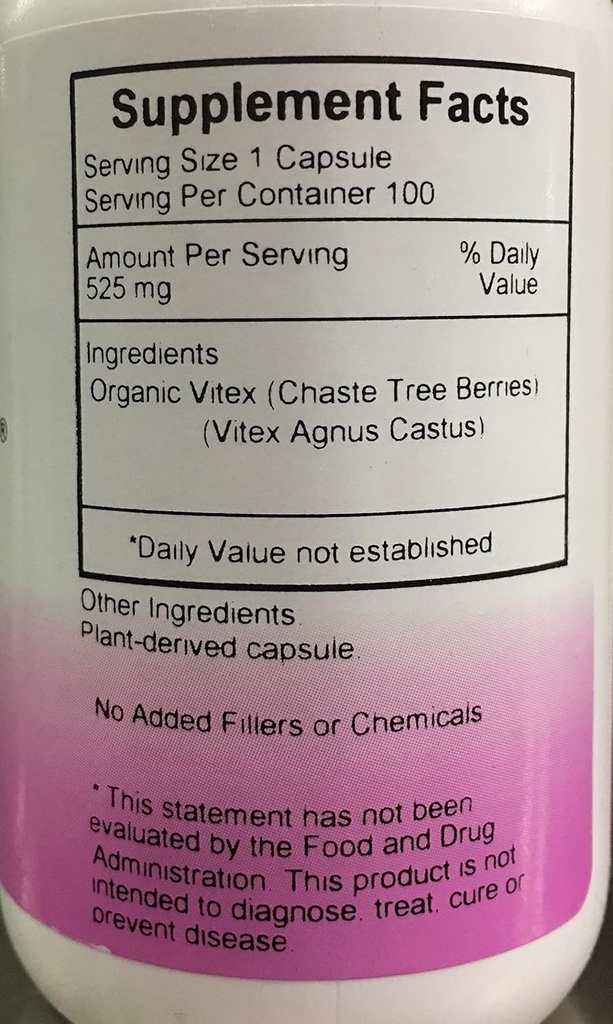 Supplement Facts
Serving Size 1 Capsule
Serving Per Container 100
Amount Per Serving % Daily
525 mg Value
Ingredients
Organic Vitex (Chaste Tree Berries)
(Vitex Agnus Castus)
®
*Daily Value not established
Other Ingredients.
Plant-derived capsule.
No Added Fillers or Chemicals
* This statement has not been
evaluated by the Food and Drug
Administration. This product is not
intended to diagnose, treat, cure or
prevent disease.